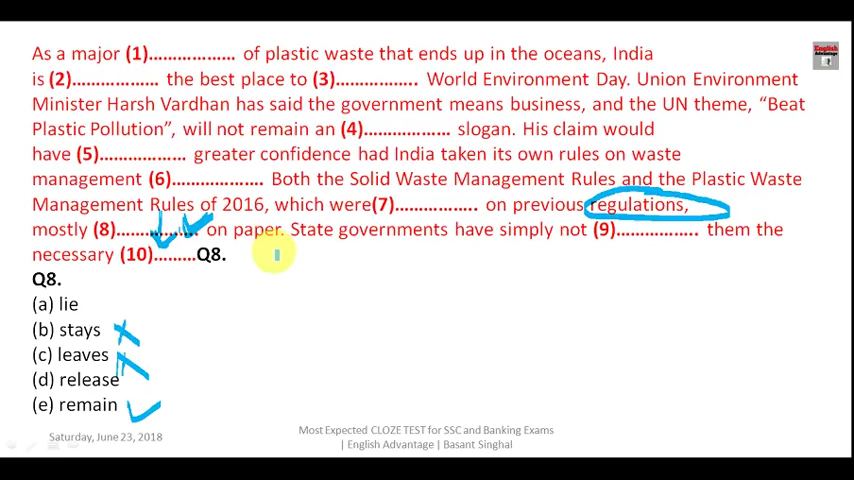 As a major (1)……………… of plastic waste that ends up in the oceans, India
is (2)……………… the best place to (3)…………….. World Environment Day. Union Environment
Minister Harsh Vardhan has said the government means business, and the UN theme, “Beat
Plastic Pollution”, will not remain an (4)……………… slogan. His claim would
have (5)……………… greater confidence had India taken its own rules on waste
management (6)………………. Both the Solid Waste Management Rules and the Plastic Waste
Management Rules of 2016, which were(7)…………….. on previous regulations,
mostly (8)…………….. on paper. State governments have simply not (9)…………….. them the
necessary (10)………Q8.
Q8.
(a) lie
(b) stays
(c) leaves
(d) release
(e) remain
Saturday, June 23, 2018
Most Expected CLOZE TEST for SSC and Banking Exams
| English Advantage | Basant Singhal
English
Advantage